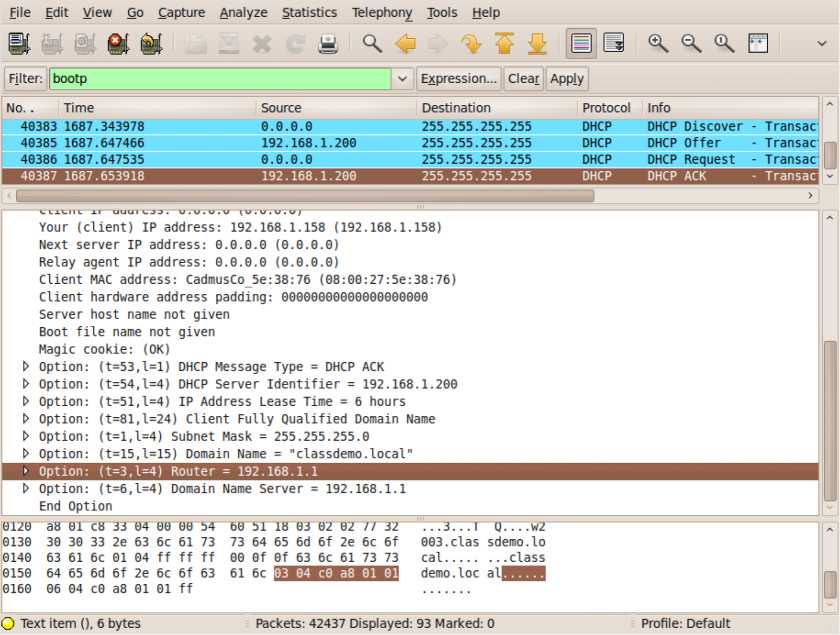 File Edit View Go Capture Analyze Statistics Telephony Tools Help
Filter: bootp Expression... Clear Apply
No. . Time Source Destination Protocol Info
40383 1687.343978 0.0.0.0 255.255.255.255 DHCP DHCP Discover - Transac
40385 1687.647466 192.168.1.200 255.255.255.255 DHCP DHCP Offer - Transac
40386 1687.647535 0.0.0.0 255.255.255.255 DHCP DHCP Request - Transac
40387 1687.653918 192.168.1.200 255.255.255.255 DHCP DHCP ACK - Transac
Client IP address: 0.0.0.0 (0.0.0.0)
Your (client) IP address: 192.168.1.158 (192.168.1.158)
Next server IP address: 0.0.0.0 (0.0.0.0)
Relay agent IP address: 0.0.0.0 (0.0.0.0)
Client MAC address: CadmusCo_5e:38:76 (08:00:27:5e:38:76)
Client hardware address padding: 00000000000000000000
Server host name not given
Boot file name not given
Magic cookie: (OK)
Option: (t=53,l=1) DHCP Message Type = DHCP ACK
Option: (t=54,l=4) DHCP Server Identifier = 192.168.1.200
Option: (t=51,l=4) IP Address Lease Time = 6 hours
Option: (t=81,l=24) Client Fully Qualified Domain Name
Option: (t=1,l=4) Subnet Mask = 255.255.255.0
Option: (t=15,l=15) Domain Name = "classdemo.local"
Option: (t=3,l=4) Router = 192.168.1.1
Option: (t=6,l=4) Domain Name Server = 192.168.1.1
End Option
0120 a8 01 c8 33 04 00 00 54 60 51 18 03 02 02 77 32 ...3...T `Q....w2
0130 30 30 33 2e 63 6c 61 73 73 64 65 6d 6f 2e 6c 6f 003.clas sdemo.lo
0140 63 61 6c 01 04 ff ff ff 00 0f 0f 63 6c 61 73 73 cal..... ...class
0150 64 65 6d 6f 2e 6c 6f 63 61 6c 03 04 c0 a8 01 01 demo.loc al......
0160 06 04 c0 a8 01 01 ff .......
Text item (), 6 bytes Packets: 42437 Displayed: 93 Marked: 0 Profile: Default